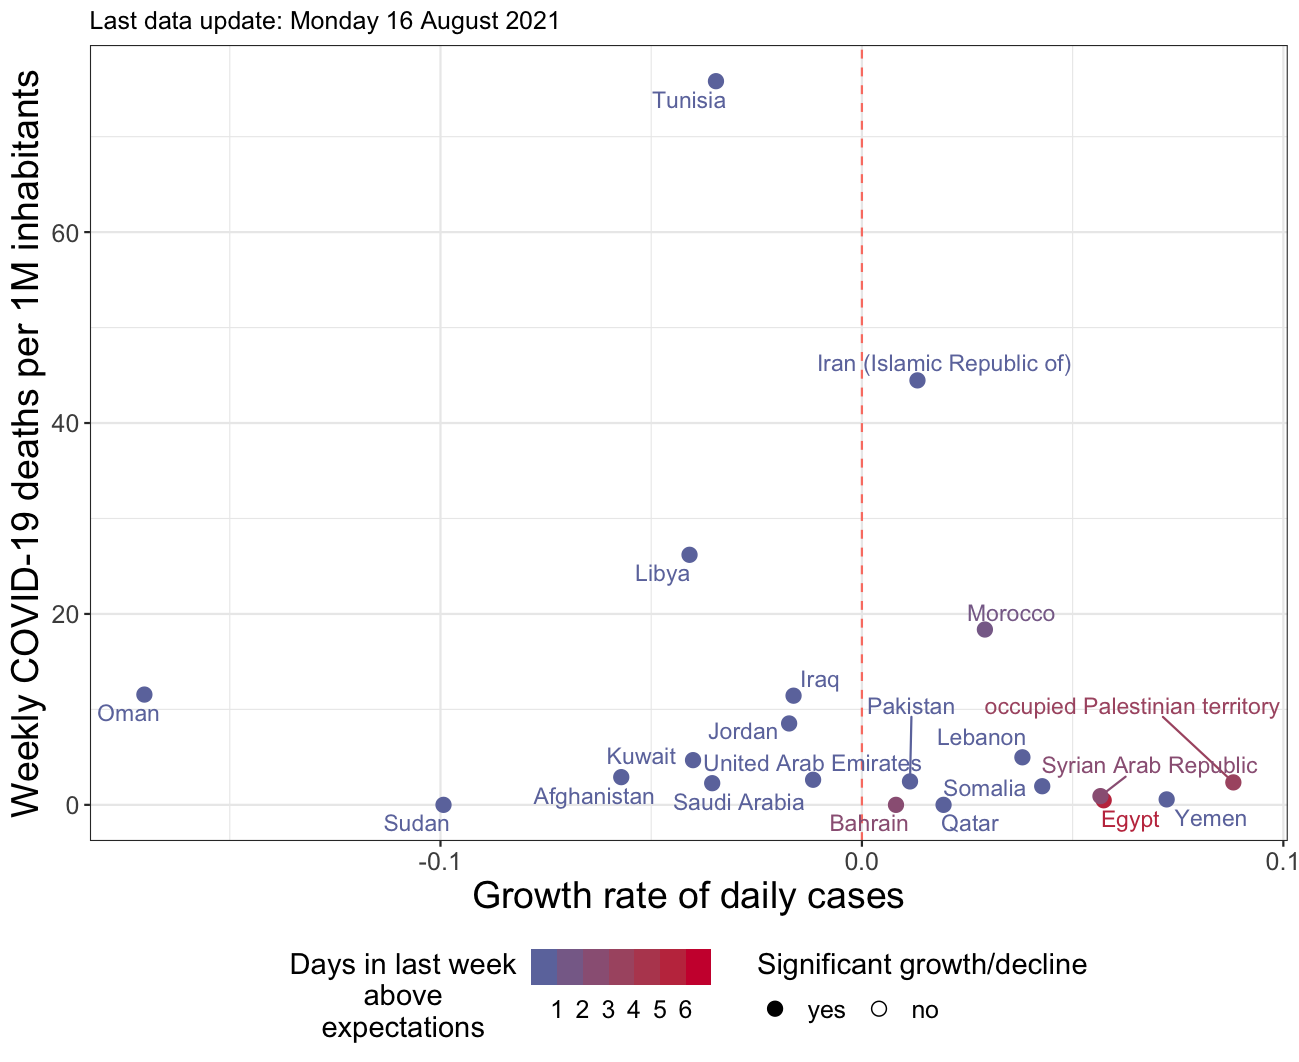 Last data update: Monday 16 August 2021
Weekly COVID-19 deaths per 1M inhabitants
60
40
20
0
Tunisia
Iran (Islamic Republic of)
Libya
Morocco
Iraq
Oman
Pakistan
occupied Palestinian territory
Jordan
Lebanon
Kuwait
United Arab Emirates
Syrian Arab Republic
Afghanistan
Saudi Arabia
Somalia
Sudan
Bahrain
Qatar
Egypt
Yemen
-0.1
0.0
0.1
Growth rate of daily cases
Days in last week
above
expectations
1 2 3 4 5 6
Significant growth/decline
yes
no